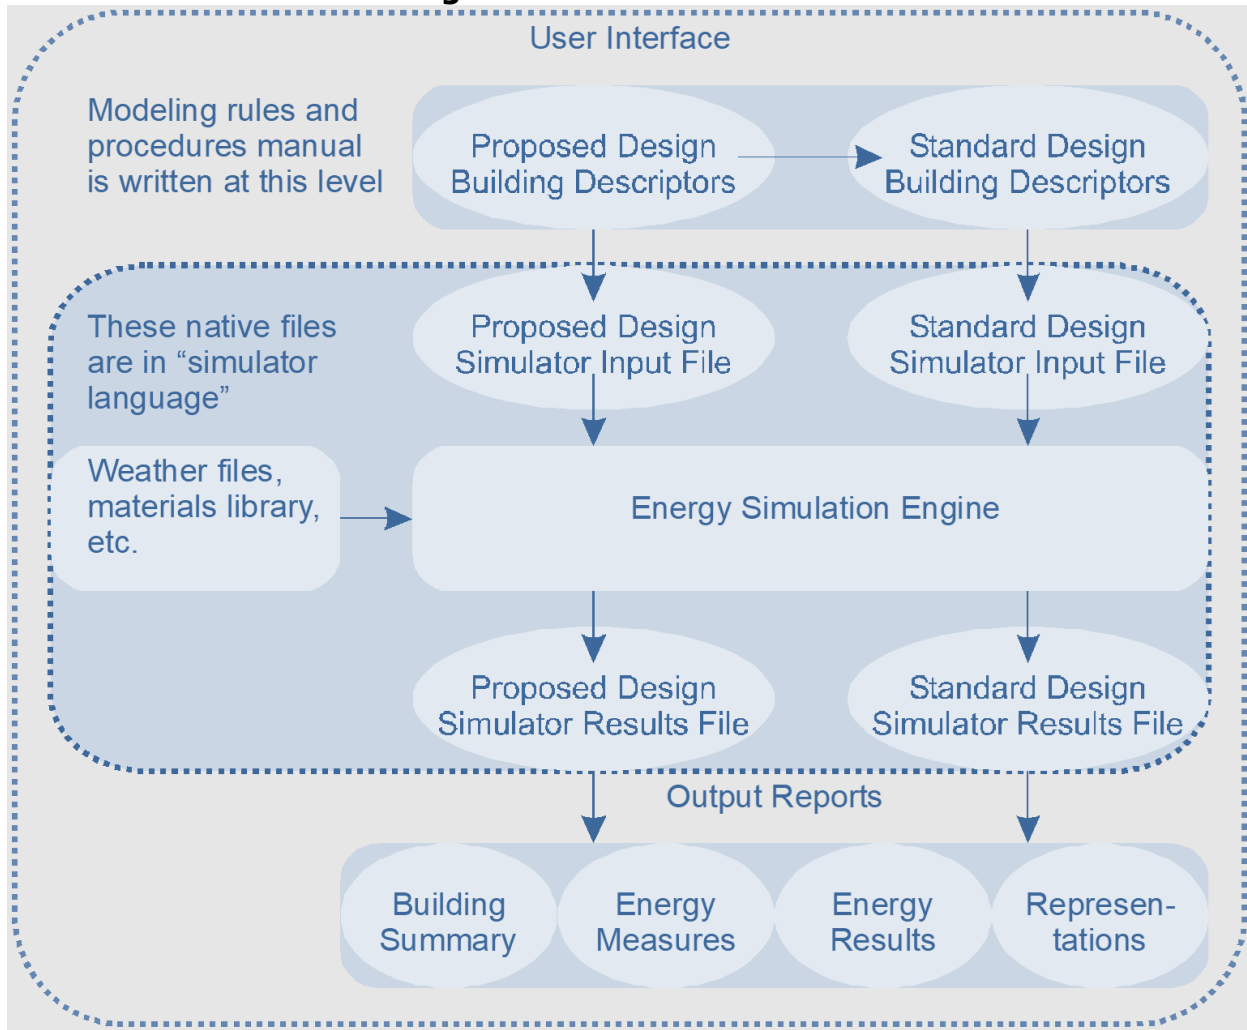 User Interface
Modeling rules and
procedures manual
is written at this level
Proposed Design
Building Descriptors
Standard Design
Building Descriptors
These native files
are in “simulator
language”
Proposed Design
Simulator Input File
Standard Design
Simulator Input File
Weather files,
materials library,
etc.
Energy Simulation Engine
Proposed Design
Simulator Results File
Standard Design
Simulator Results File
Output Reports
Building
Summary
Energy
Measures
Energy
Results
Represen-
tations